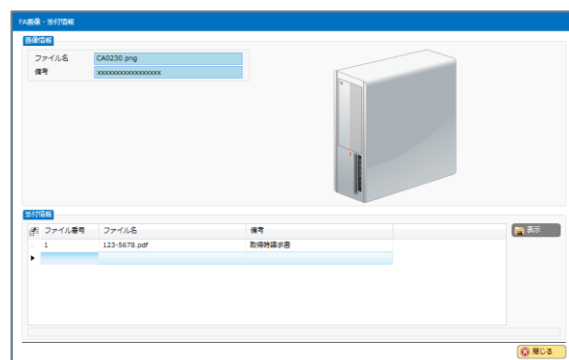 FA画像・添付情報
画像情報
ファイル名 CA0230.png
備考 xxxxxxxxxxxxxxxxx
添付情報
ファイル番号 ファイル名 備考
1 123-5678.pdf 取得時請求書
表示
閉じる